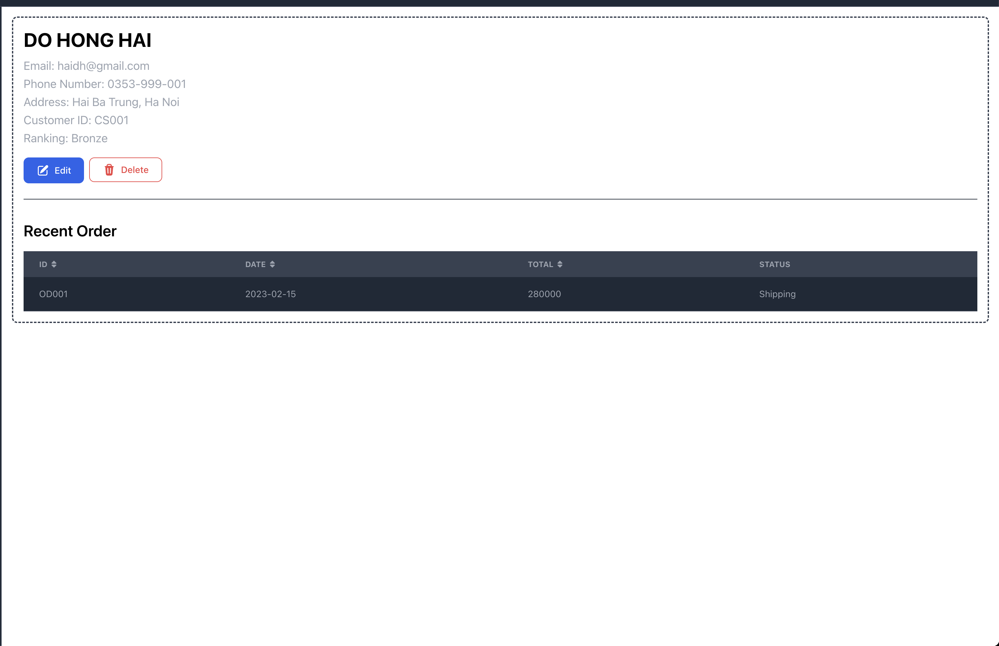 DO HONG HAI
Email: haidh@gmail.com
Phone Number: 0353-999-001
Address: Hai Ba Trung, Ha Noi
Customer ID: CS001
Ranking: Bronze
Edit Delete
Recent Order
ID DATE TOTAL STATUS
OD001 2023-02-15 280000 Shipping